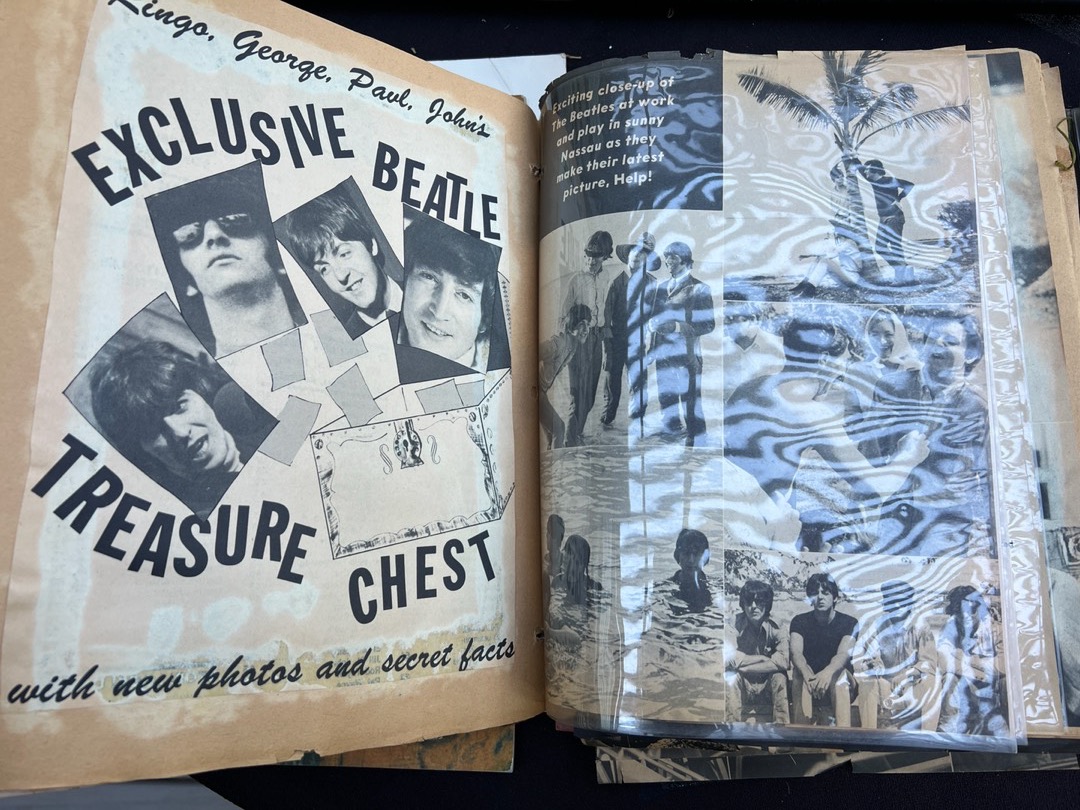 Ringo, George, Paul, John's
EXCLUSIVE BEATLE
TREASURE
CHEST
with new photos and secret facts
Exciting close-up of
The Beatles at work
and play in sunny
Nassau as they
make their latest
picture, Help!